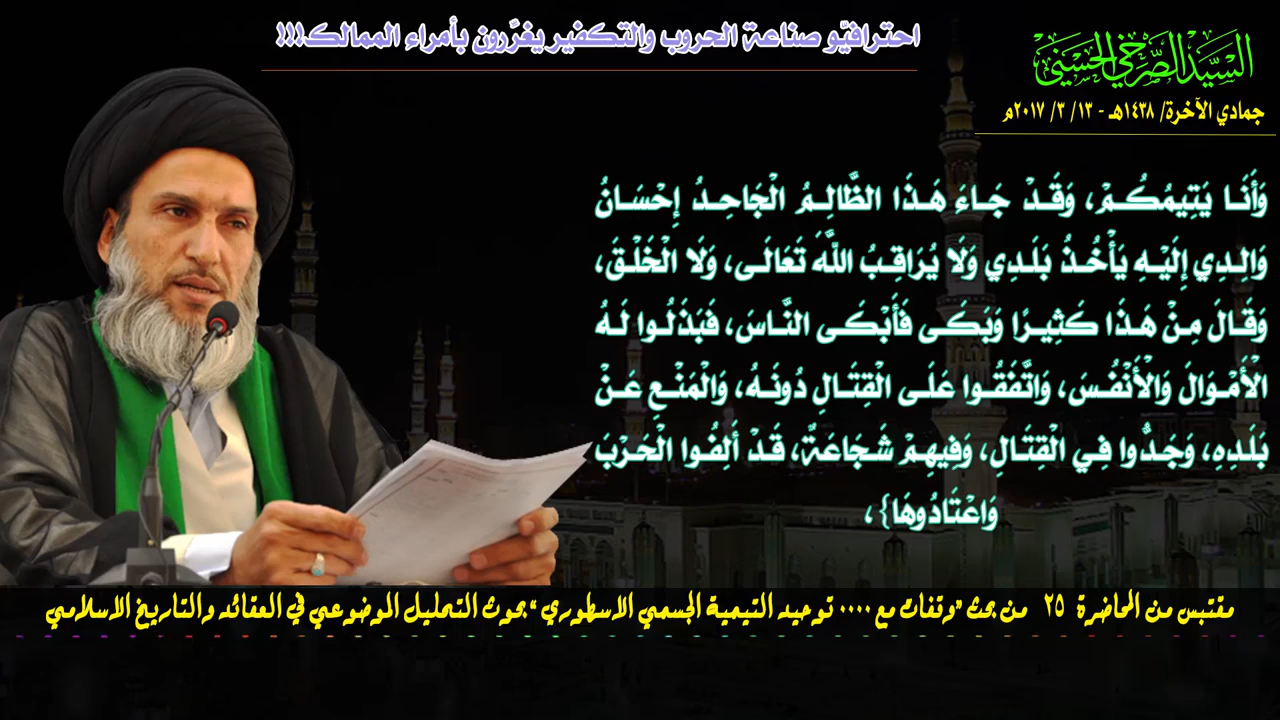 احترافيّو صناعة الحروب والتكفير يغرَّرون بأمراء الممالك!!!
السَّيِّد الصَّرخي الحسني
جمادي الآخرة/ ١٤٣٨هـ - ١٣/ ٣/ ٢٠١٧م
وَأَنَا يَتِيمُكُمْ، وَقَدْ جَاءَ هَذَا الظَّالِمُ الْجَاحِدُ إِحْسَانُ
وَالِدِي إِلَيْهِ يَأْخُذُ بَلَدِي وَلَا يُرَاقِبُ اللَّهَ تَعَالَى، وَلَا الْخَلْقَ،
وَقَالَ مِنْ هَذَا كَثِيرًا وَبَكَى فَأَبْكَى النَّاسَ، فَبَذَلُوا لَهُ
الْأَمْوَالَ وَالْأَنْفُسَ، وَاتَّفَقُوا عَلَى الْقِتَالِ دُونَهُ، وَالْمَنْعِ عَنْ
بَلَدِهِ، وَجَدُّوا فِي الْقِتَالِ، وَفِيهِمْ شَجَاعَةٌ، قَدْ أَلِفُوا الْحَرْبَ
وَاعْتَادُوهَا}،
مقتبس من المحاضرة ٢٥ من بحث "وقفات مع .... توحيد التيمية الجسمي الاسطوري "بحوث التحليل الموضوعي في العقائد والتاريخ الاسلامي